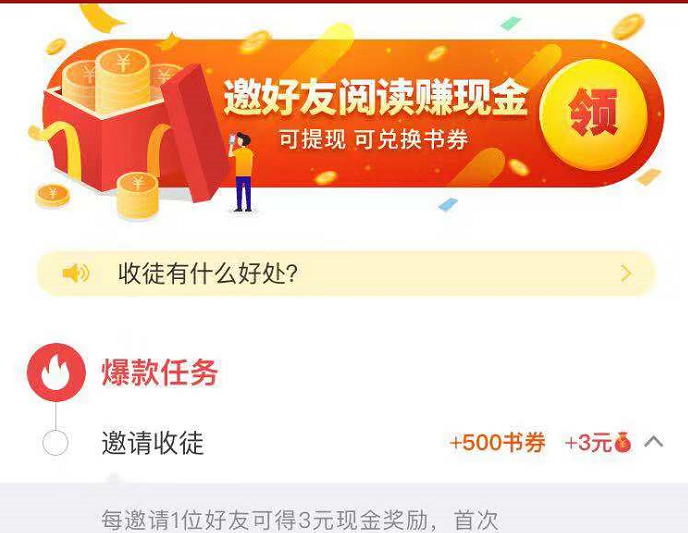 邀好友阅读赚现金
可提现 可兑换书券
领
收徒有什么好处?
爆款任务
邀请收徒
+500书券 +3元
每邀请1位好友可得3元现金奖励，首次